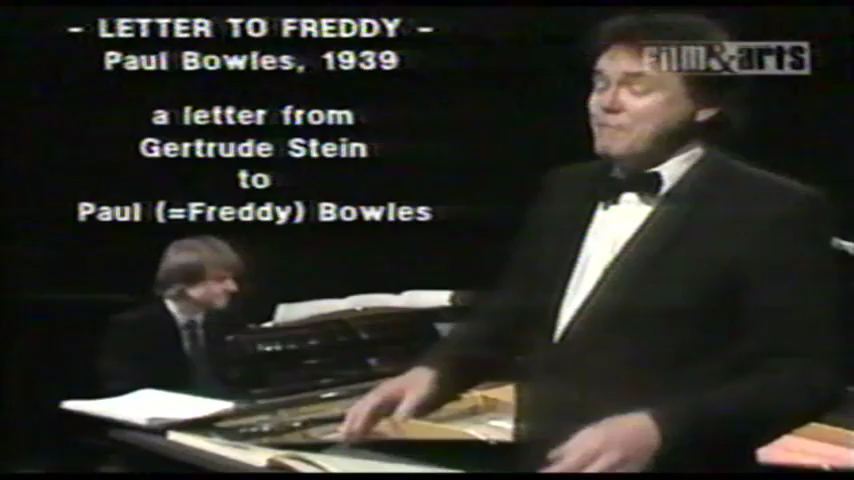 - LETTER TO FREDDY -
Paul Bowles, 1939
a letter from
Gertrude Stein
to
Paul (=Freddy) Bowles
film&arts